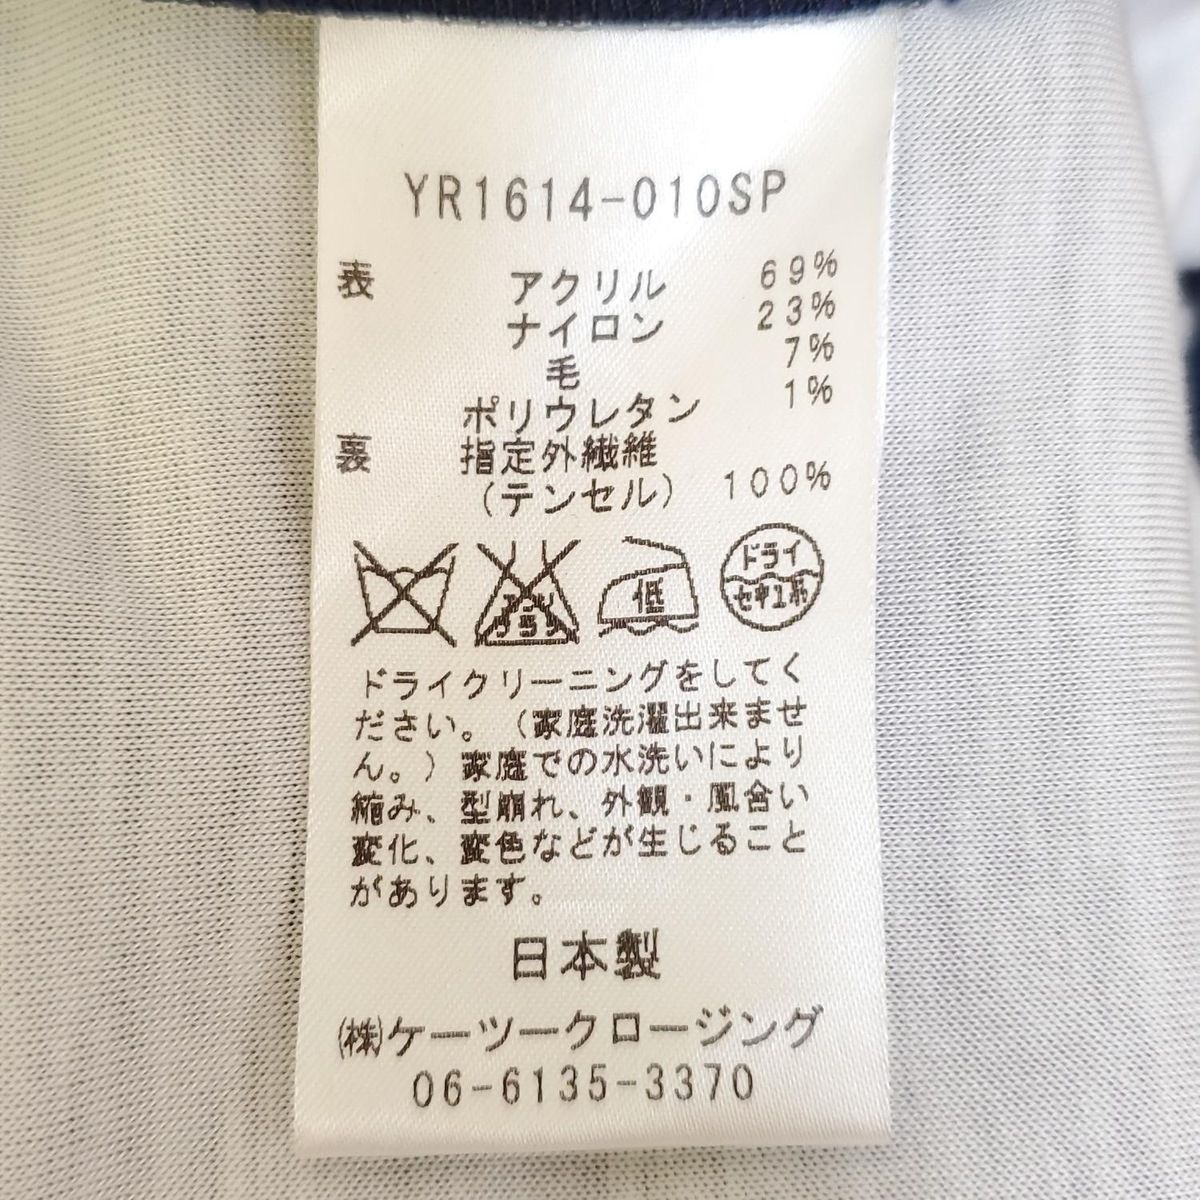 YR1614-010SP
表 アクリル 69%
ナイロン 23%
毛 7%
ポリウレタン 1%
裏 指定外繊維
(テンセル) 100%
エンソ 低 ドライ
サラシ セキユ系
ドライクリーニングをしてく
ださい。(家庭洗濯出来ませ
ん。)家庭での水洗いにより
縮み、型崩れ、外観・風合い
変化、変色などが生じること
があります。
日本製
(株)ケーツークロージング
06-6135-3370